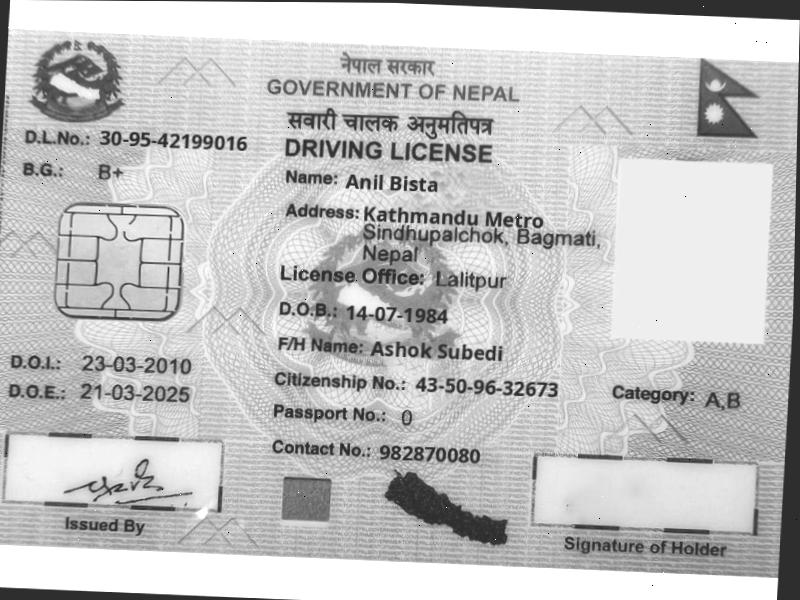 नेपाल सरकार
GOVERNMENT OF NEPAL
सवारी चालक अनुमतिपत्र
DRIVING LICENSE
D.L.No.: 30-95-42199016
B.G.: B+
Name: Anil Bista
Address: Kathmandu Metro
Sindhupalchok, Bagmati,
Nepal
License Office: Lalitpur
D.O.B.: 14-07-1984
F/H Name: Ashok Subedi
D.O.I.: 23-03-2010
D.O.E.: 21-03-2025
Citizenship No.: 43-50-96-32673
Category: A,B
Passport No.: 0
Contact No.: 982870080
Issued By
Signature of Holder